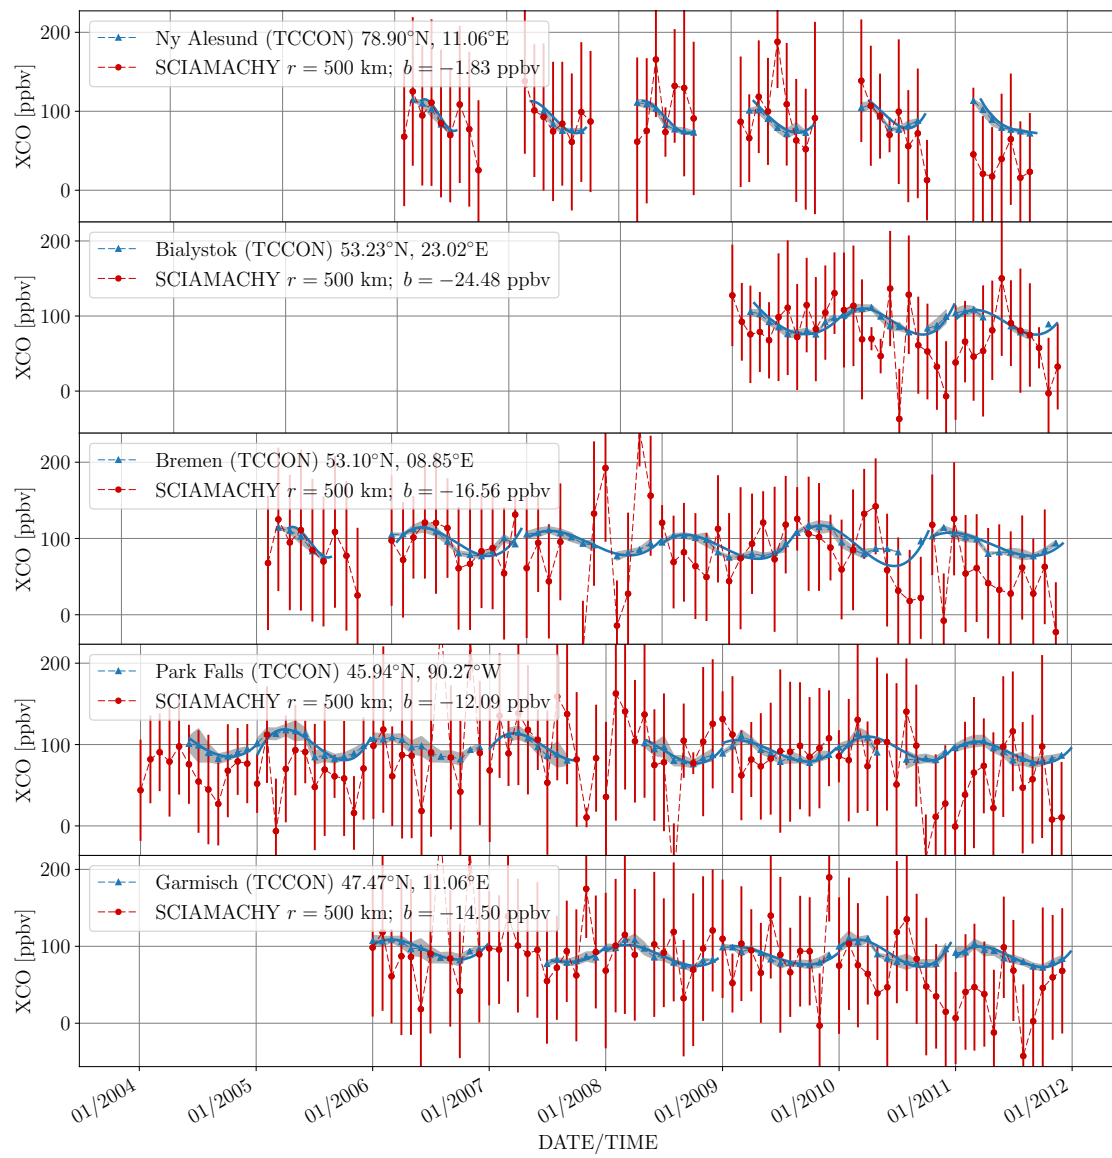 200
100
0
XCO [ppbv]
Ny Alesund (TCCON) 78.90°N, 11.06°E
SCIAMACHY r = 500 km; b = −1.83 ppbv
200
100
0
XCO [ppbv]
Bialystok (TCCON) 53.23°N, 23.02°E
SCIAMACHY r = 500 km; b = −24.48 ppbv
200
100
0
XCO [ppbv]
Bremen (TCCON) 53.10°N, 08.85°E
SCIAMACHY r = 500 km; b = −16.56 ppbv
200
100
0
XCO [ppbv]
Park Falls (TCCON) 45.94°N, 90.27°W
SCIAMACHY r = 500 km; b = −12.09 ppbv
200
100
0
XCO [ppbv]
Garmisch (TCCON) 47.47°N, 11.06°E
SCIAMACHY r = 500 km; b = −14.50 ppbv
01/2004 01/2005 01/2006 01/2007 01/2008 01/2009 01/2010 01/2011 01/2012
DATE/TIME